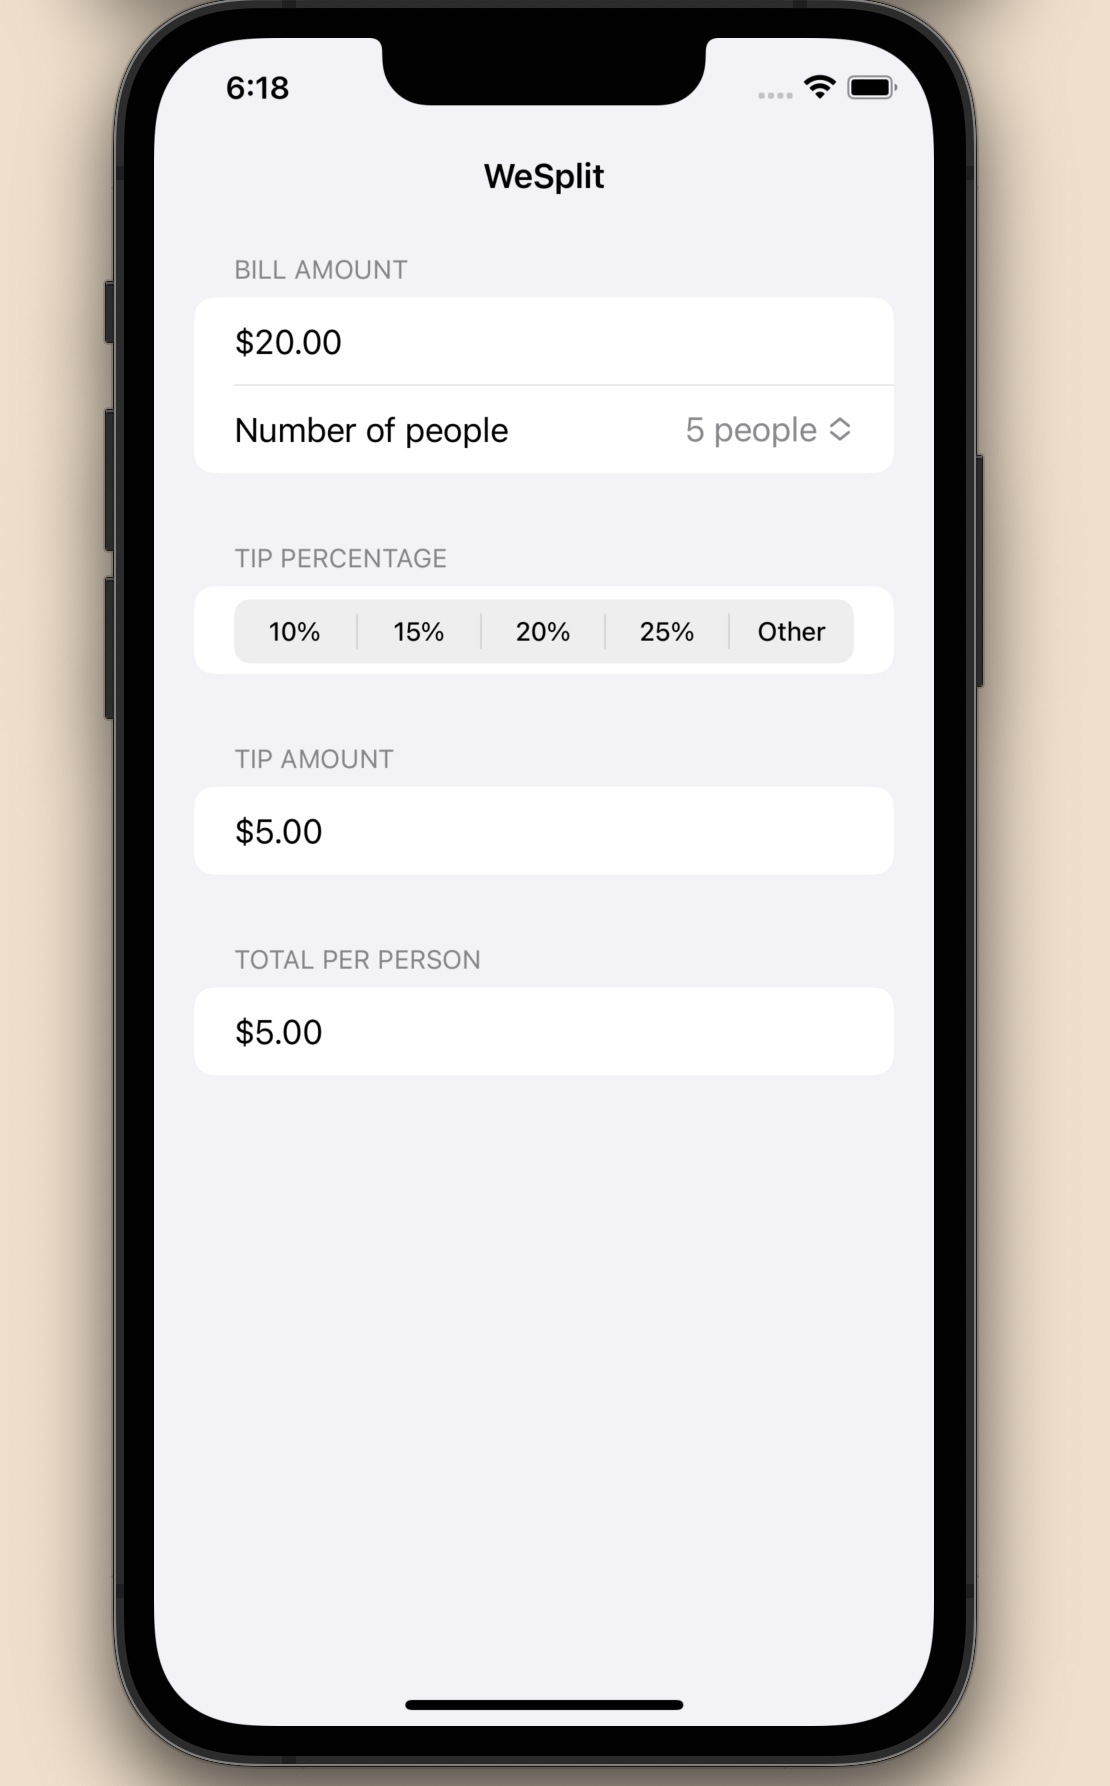 6:18
WeSplit
BILL AMOUNT
$20.00
Number of people 5 people
TIP PERCENTAGE
10% 15% 20% 25% Other
TIP AMOUNT
$5.00
TOTAL PER PERSON
$5.00